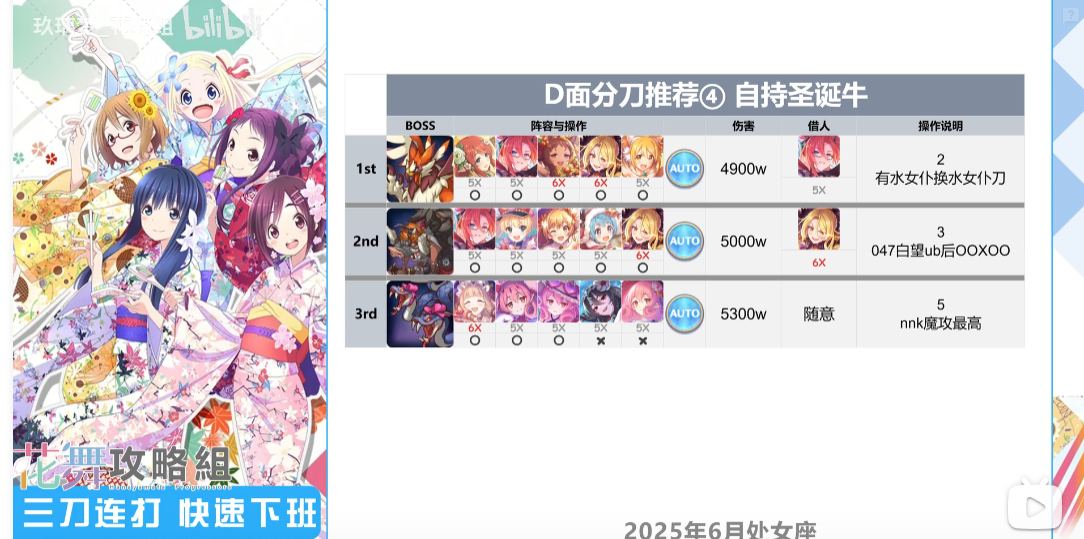 bilibili
D面分刀推荐④ 自持圣诞牛
BOSS 阵容与操作 伤害 借人 操作说明
1st 5X 5X 6X 6X 5X AUTO 4900w 5X 2
有水女仆换水女仆刀
2nd 5X 5X 5X 5X 6X AUTO 5000w 6X 3
047白望ub后OOXOO
3rd 6X 5X 5X 5X 5X AUTO 5300w 随意 5
nnk魔攻最高
花舞攻略組
三刀连打 快速下班
2025年6月处女座